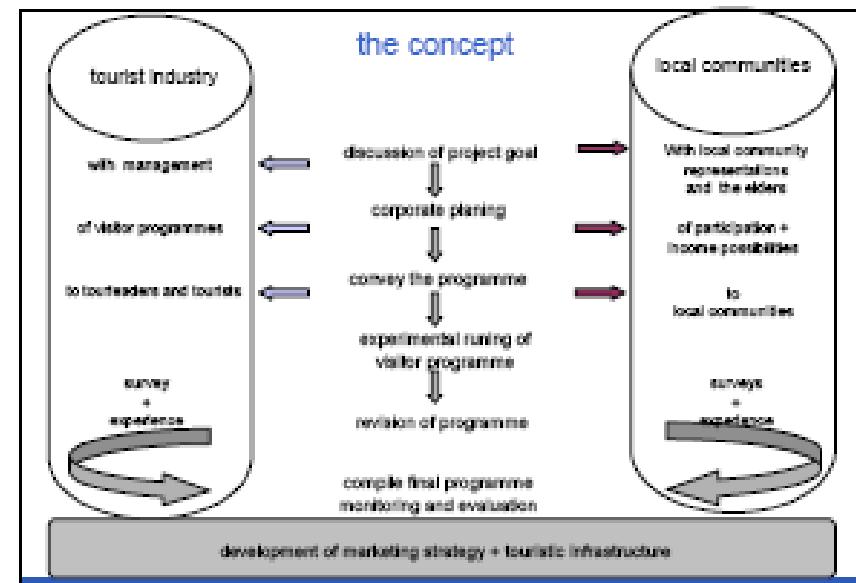 the concept
tourist industry
local communities
with management
discussion of project goal
With local community
representations
and the elders
corporate planing
of visitor programmes
of participation +
income possibilities
convey the programme
to tourleaders and tourists
to
local communities
experimental runing of
visitor programme
survey
+
experience
surveys
+
experience
revision of programme
compile final programme
monitoring and evaluation
development of marketing strategy + touristic infrastructure